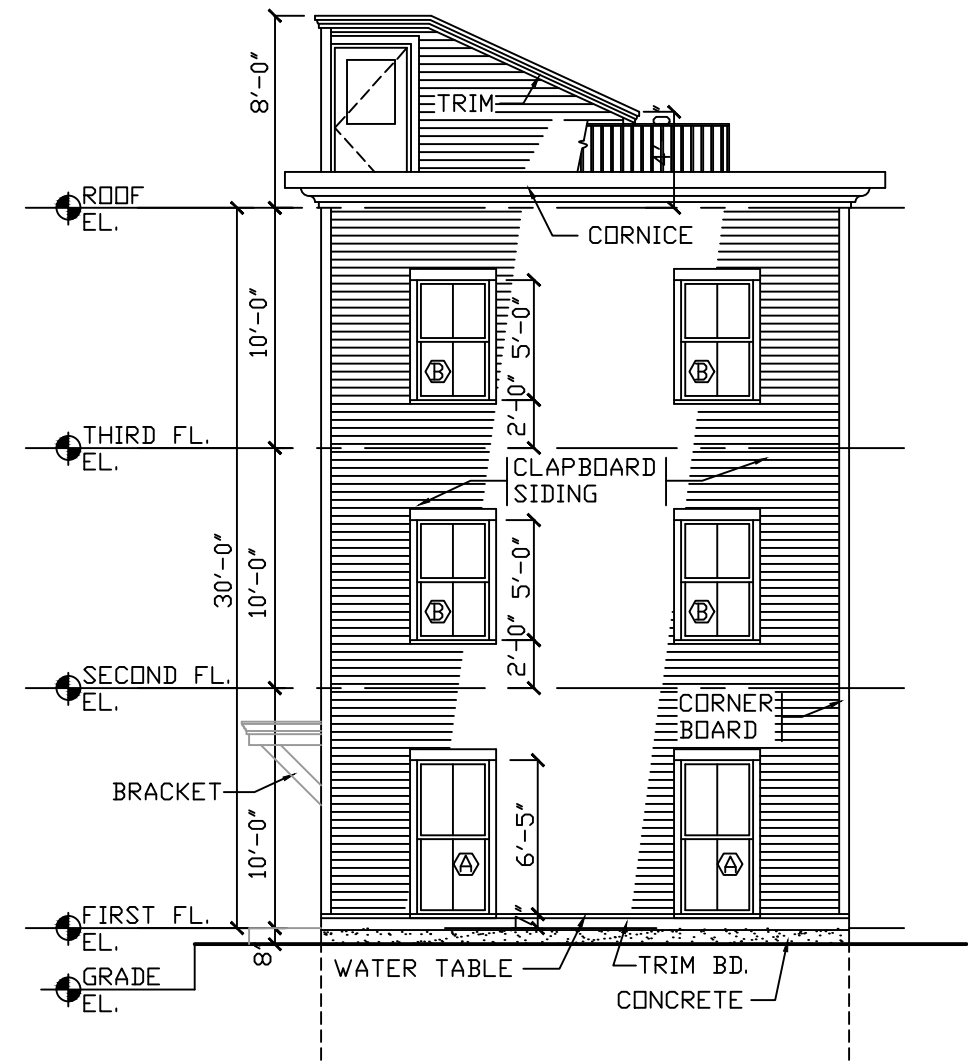 8'-0"
TRIM
4'-0"
ROOF
EL.
CORNICE
10'-0"
5'-0"
B
B
2'-0"
THIRD FL.
EL.
CLAPBOARD
SIDING
30'-0"
10'-0"
5'-0"
B
B
2'-0"
SECOND FL.
EL.
CORNER
BOARD
BRACKET
10'-0"
6'-5"
A
A
FIRST FL.
EL.
7"
8"
WATER TABLE
TRIM BD.
GRADE
EL.
CONCRETE